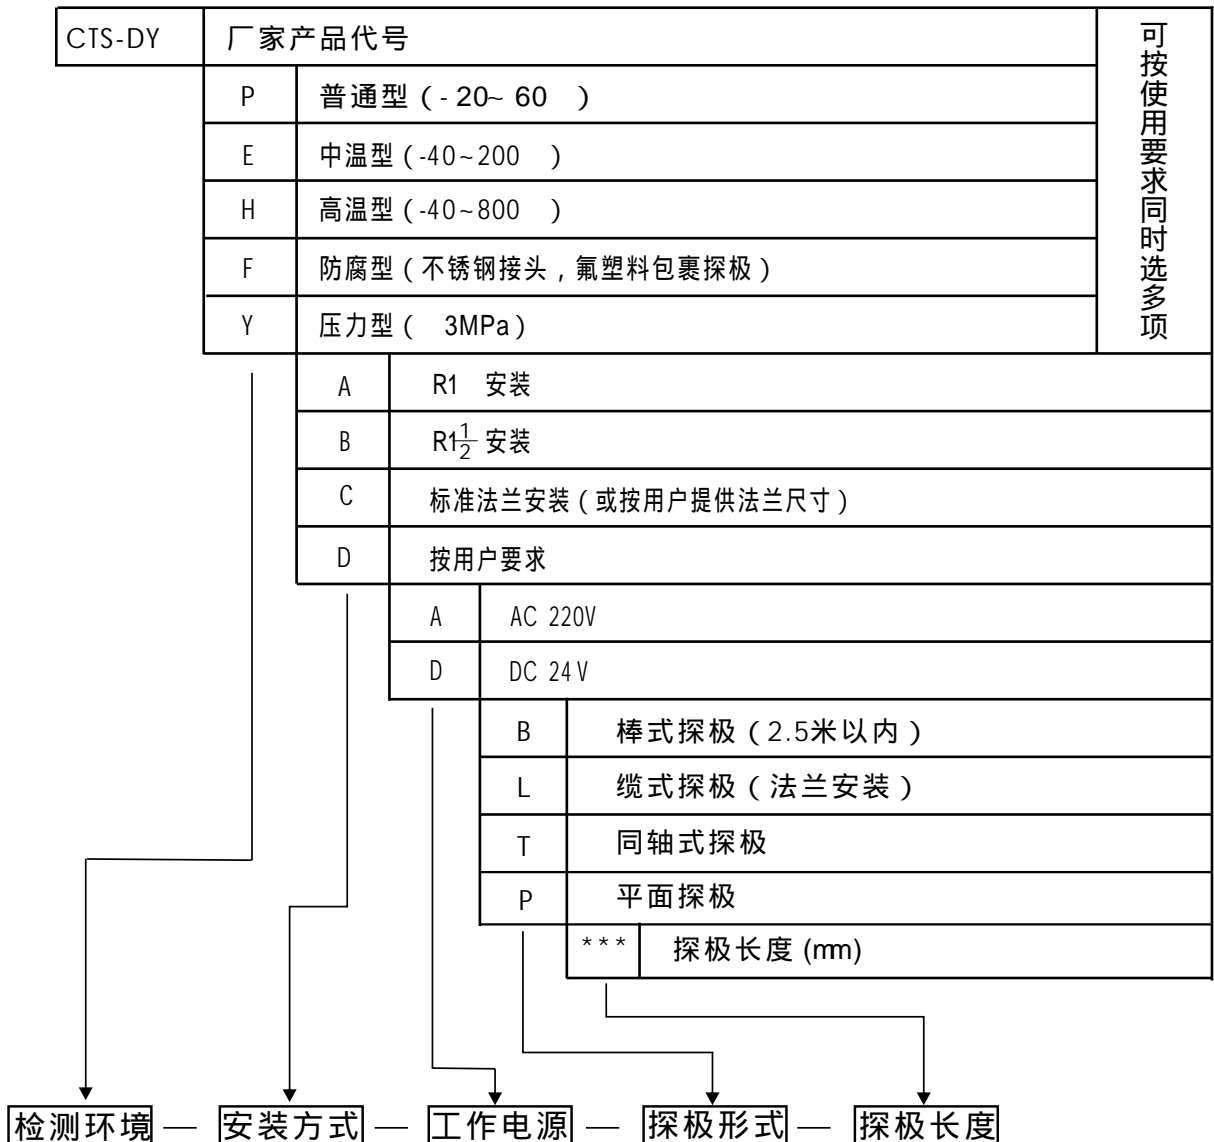 CTS-DY 厂家产品代号
可按使用要求同时选多项
P 普通型（-20~60 ）
E 中温型（-40~200 ）
H 高温型（-40~800 ）
F 防腐型（不锈钢接头，氟塑料包裹探极）
Y 压力型（ 3MPa）
A R1 安装
B R1½ 安装
C 标准法兰安装（或按用户提供法兰尺寸）
D 按用户要求
A AC 220V
D DC 24V
B 棒式探极（2.5米以内）
L 缆式探极（法兰安装）
T 同轴式探极
P 平面探极
*** 探极长度(mm)
检测环境 — 安装方式 — 工作电源 — 探极形式 — 探极长度